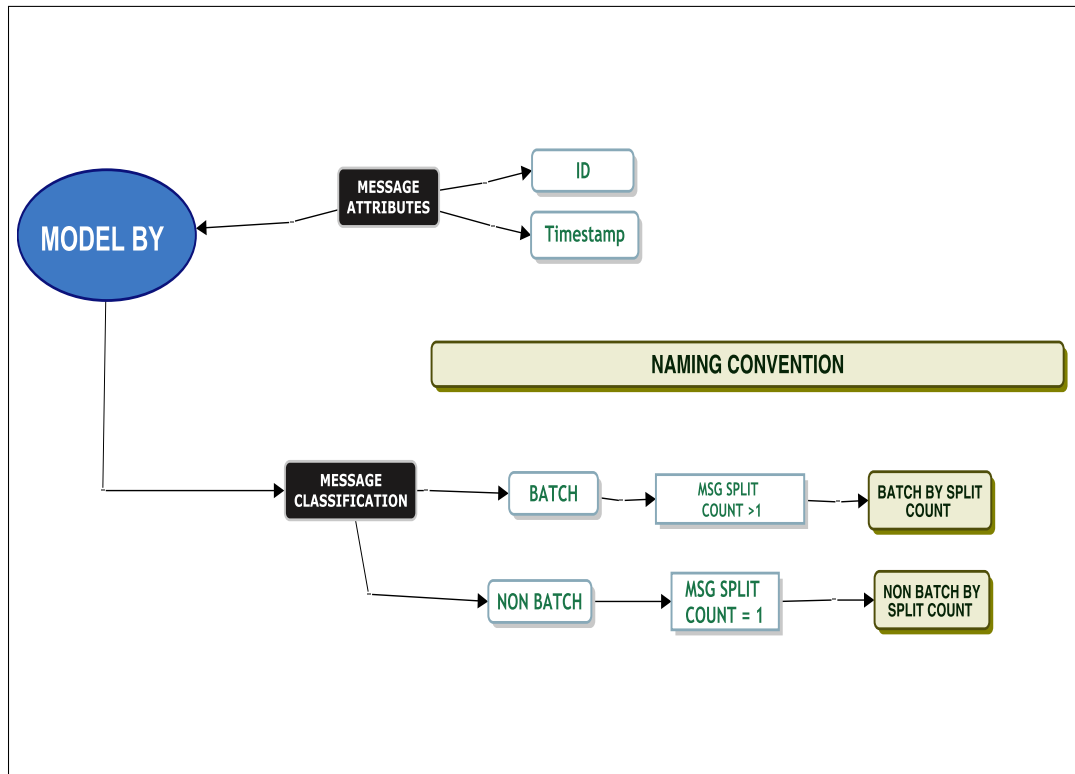 MODEL BY
MESSAGE
ATTRIBUTES
ID
Timestamp
NAMING CONVENTION
MESSAGE
CLASSIFICATION
BATCH
MSG SPLIT
COUNT >1
BATCH BY SPLIT
COUNT
NON BATCH
MSG SPLIT
COUNT = 1
NON BATCH BY
SPLIT COUNT